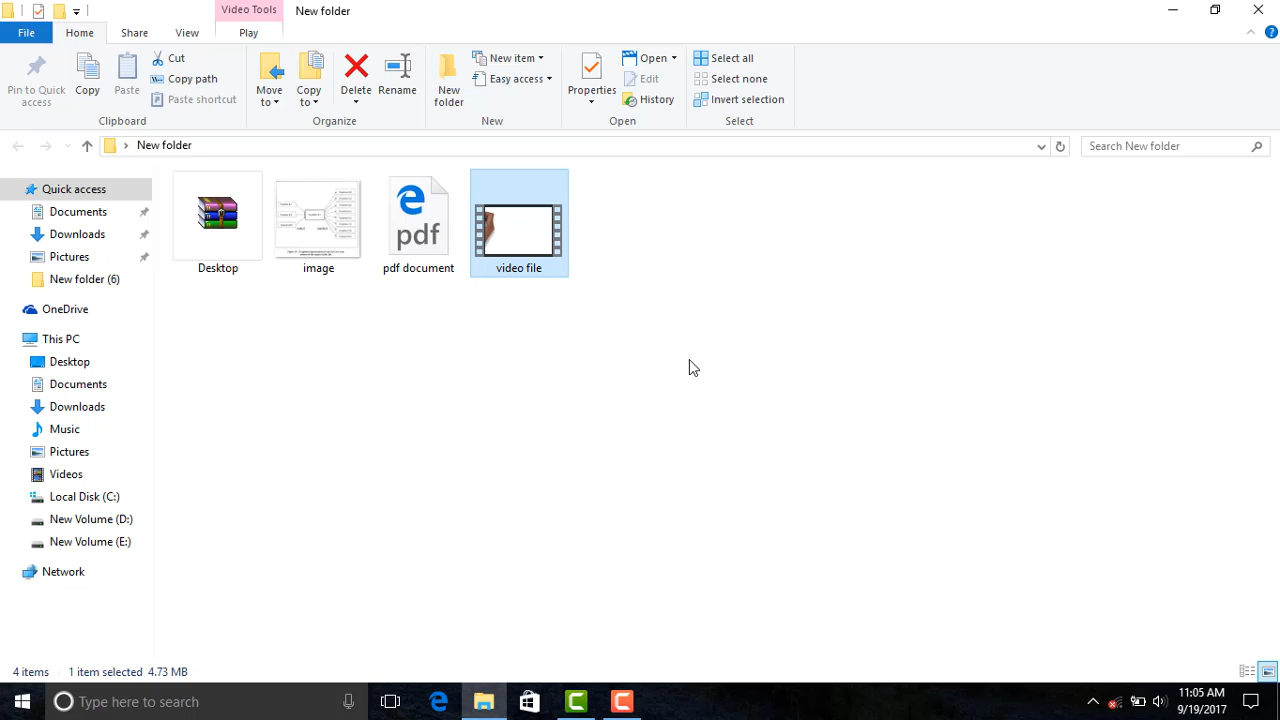 Video Tools
New folder
File
Home
Share
View
Play
Pin to Quick access
Copy
Paste
Cut
Copy path
Paste shortcut
Clipboard
Move to
Copy to
Delete
Rename
Organize
New folder
New item
Easy access
New
Properties
Open
Edit
History
Open
Select all
Select none
Invert selection
Select
New folder
Search New folder
Quick access
Documents
Downloads
Pictures
New folder (6)
OneDrive
This PC
Desktop
Documents
Downloads
Music
Pictures
Videos
Local Disk (C:)
New Volume (D:)
New Volume (E:)
Network
Desktop
image
pdf
pdf document
video file
4 items
1 item selected 4.73 MB
Type here to search
11:05 AM
9/19/2017